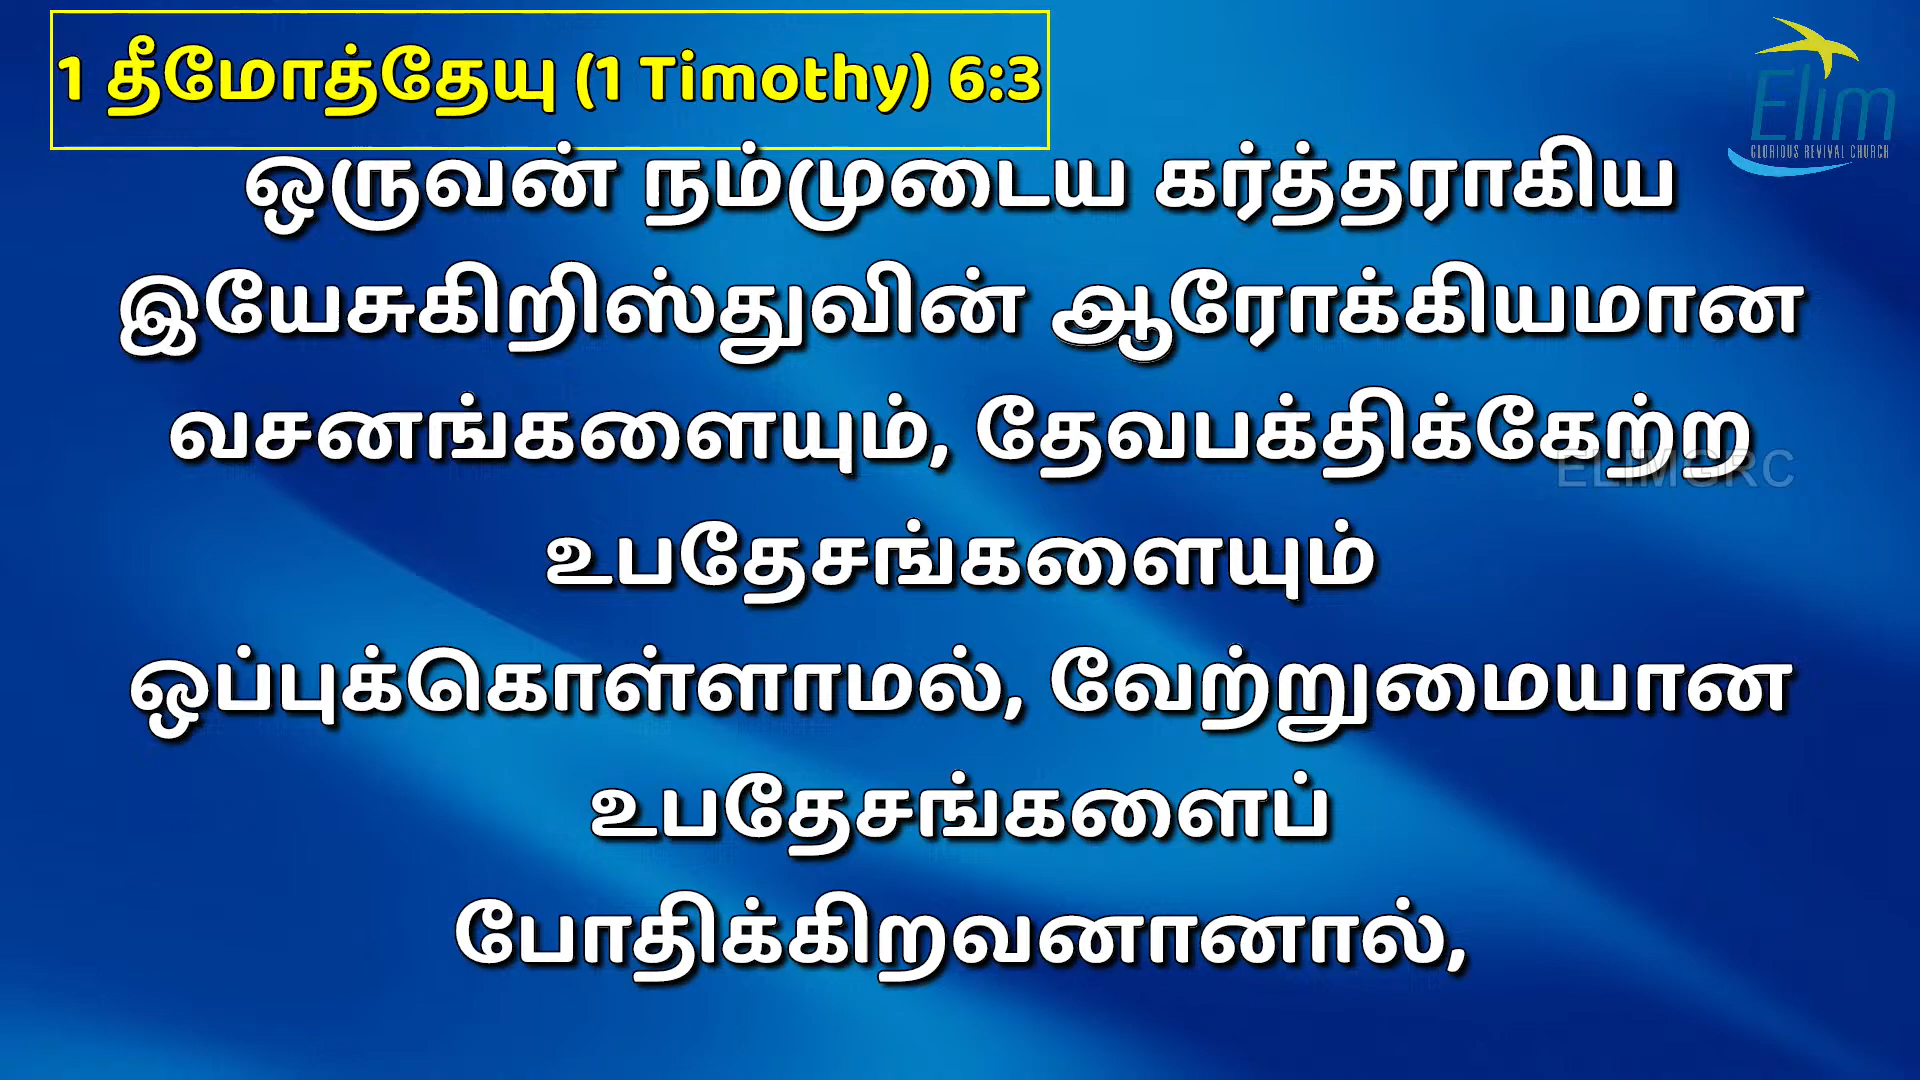 1 தீமோத்தேயு (1 Timothy) 6:3
Elim
GLORIOUS REVIVAL CHURCH
ஒருவன் நம்முடைய கர்த்தராகிய
இயேசுகிறிஸ்துவின் ஆரோக்கியமான
வசனங்களையும், தேவபக்திக்கேற்ற
ELIMGRC
உபதேசங்களையும்
ஒப்புக்கொள்ளாமல், வேற்றுமையான
உபதேசங்களைப்
போதிக்கிறவனானால்,